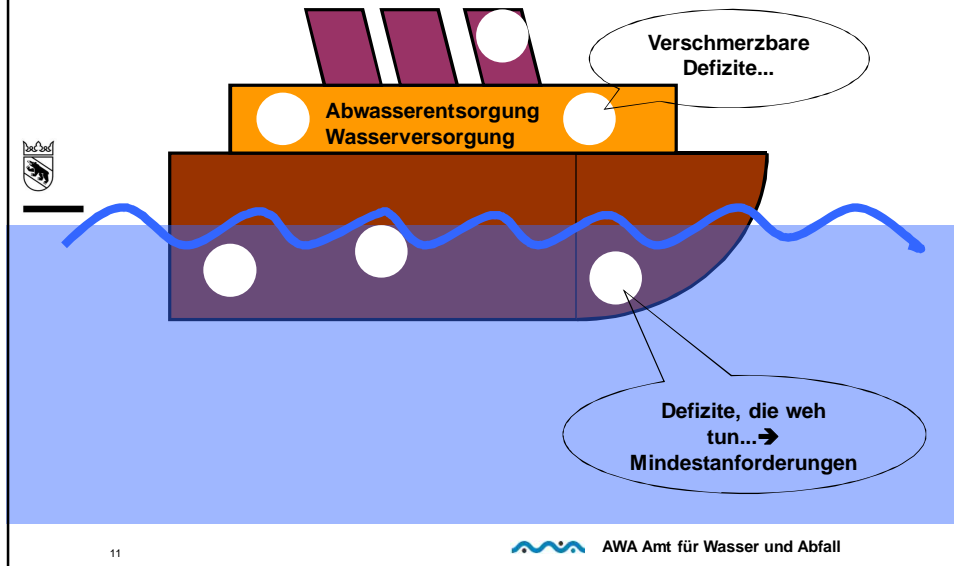 Verschmerzbare
Defizite...
Abwasserentsorgung
Wasserversorgung
Defizite, die weh
tun...➔
Mindestanforderungen
11
AWA Amt für Wasser und Abfall